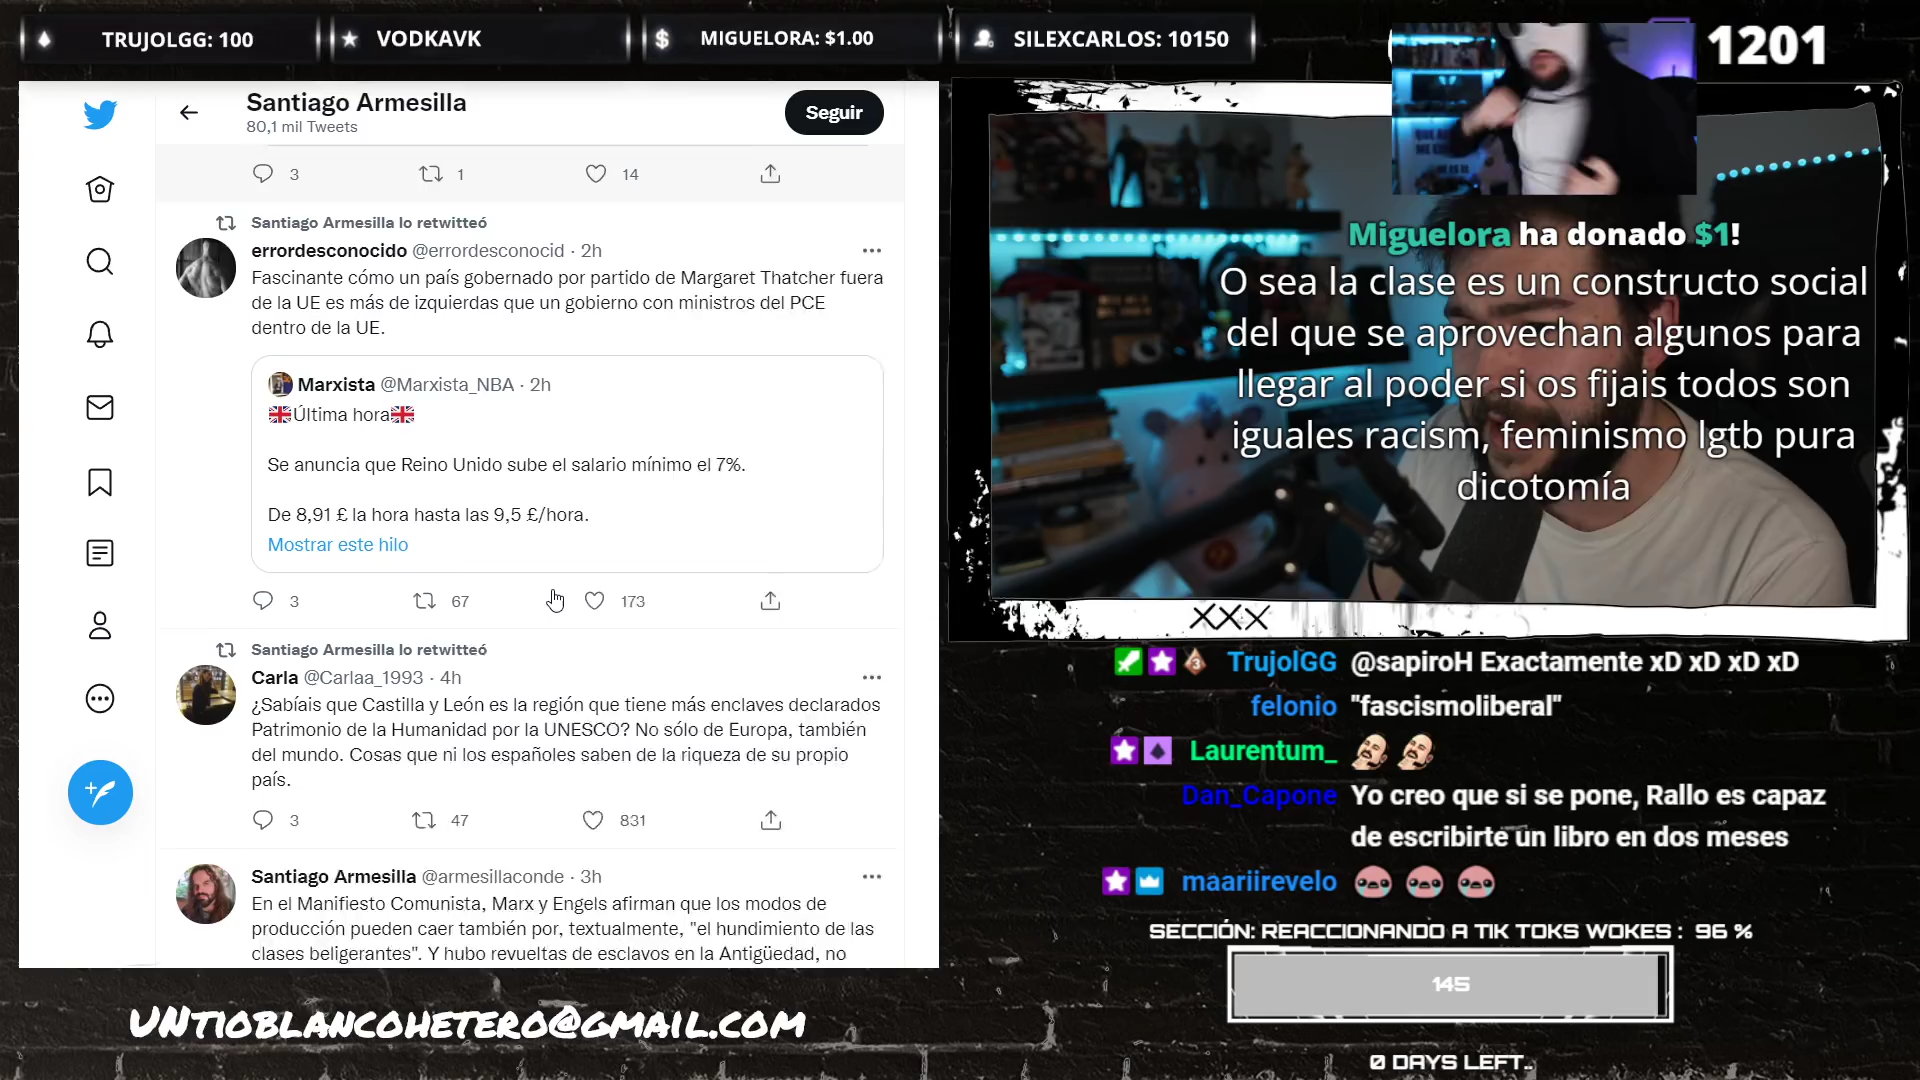 TRUJOLGG: 100
VODKAVK
MIGUELORA: $1.00
SILEXCARLOS: 10150
1201
Santiago Armesilla
80,1 mil Tweets
Seguir
3 1 14
Santiago Armesilla lo retwitteó
errordesconocido @errordesconocid · 2h
Fascinante cómo un país gobernado por partido de Margaret Thatcher fuera
de la UE es más de izquierdas que un gobierno con ministros del PCE
dentro de la UE.
Marxista @Marxista_NBA · 2h
🇬🇧Última hora🇬🇧
Se anuncia que Reino Unido sube el salario mínimo el 7%.
De 8,91 £ la hora hasta las 9,5 £/hora.
Mostrar este hilo
3 67 173
Santiago Armesilla lo retwitteó
Carla @Carlaa_1993 · 4h
¿Sabíais que Castilla y León es la región que tiene más enclaves declarados
Patrimonio de la Humanidad por la UNESCO? No sólo de Europa, también
del mundo. Cosas que ni los españoles saben de la riqueza de su propio
país.
3 47 831
Santiago Armesilla @armesillaconde · 3h
En el Manifiesto Comunista, Marx y Engels afirman que los modos de
producción pueden caer también por, textualmente, "el hundimiento de las
clases beligerantes". Y hubo revueltas de esclavos en la Antigüedad, no
UNTIOBLANCOHETERO@GMAIL.COM
Miguelora ha donado $1!
O sea la clase es un constructo social
del que se aprovechan algunos para
llegar al poder si os fijais todos son
iguales racism, feminismo lgtb pura
dicotomía
XXX
TrujolGG @sapiroH Exactamente xD xD xD xD
felonio "fascismoliberal"
Laurentum_
Dan_Capone Yo creo que si se pone, Rallo es capaz
de escribirte un libro en dos meses
maariirevelo
SECCIÓN: REACCIONANDO A TIK TOKS WOKES : 96 %
145
0 DAYS LEFT..